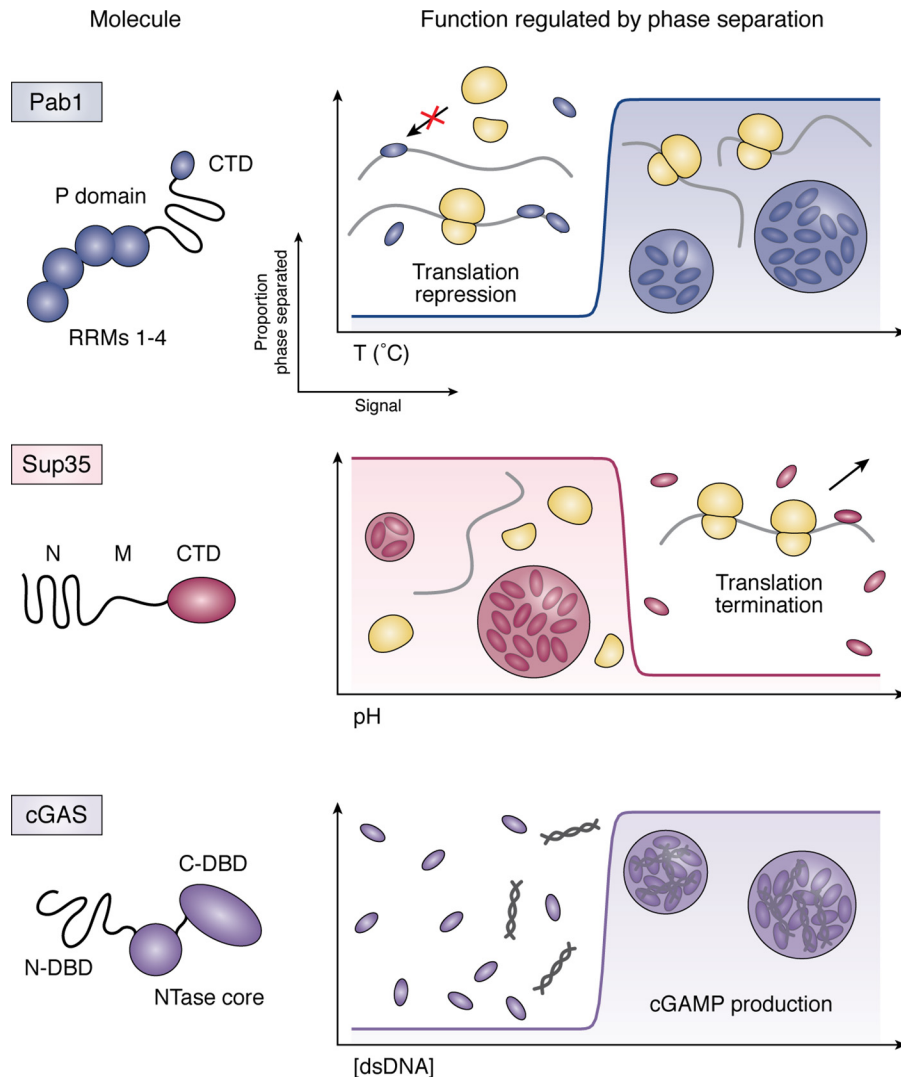 Molecule
Function regulated by phase separation
Pab1
CTD
P domain
RRMs 1-4
Translation
repression
Proportion
phase separated
Signal
T (˚C)
Sup35
N
M
CTD
Translation
termination
pH
cGAS
C-DBD
N-DBD
NTase core
cGAMP production
[dsDNA]